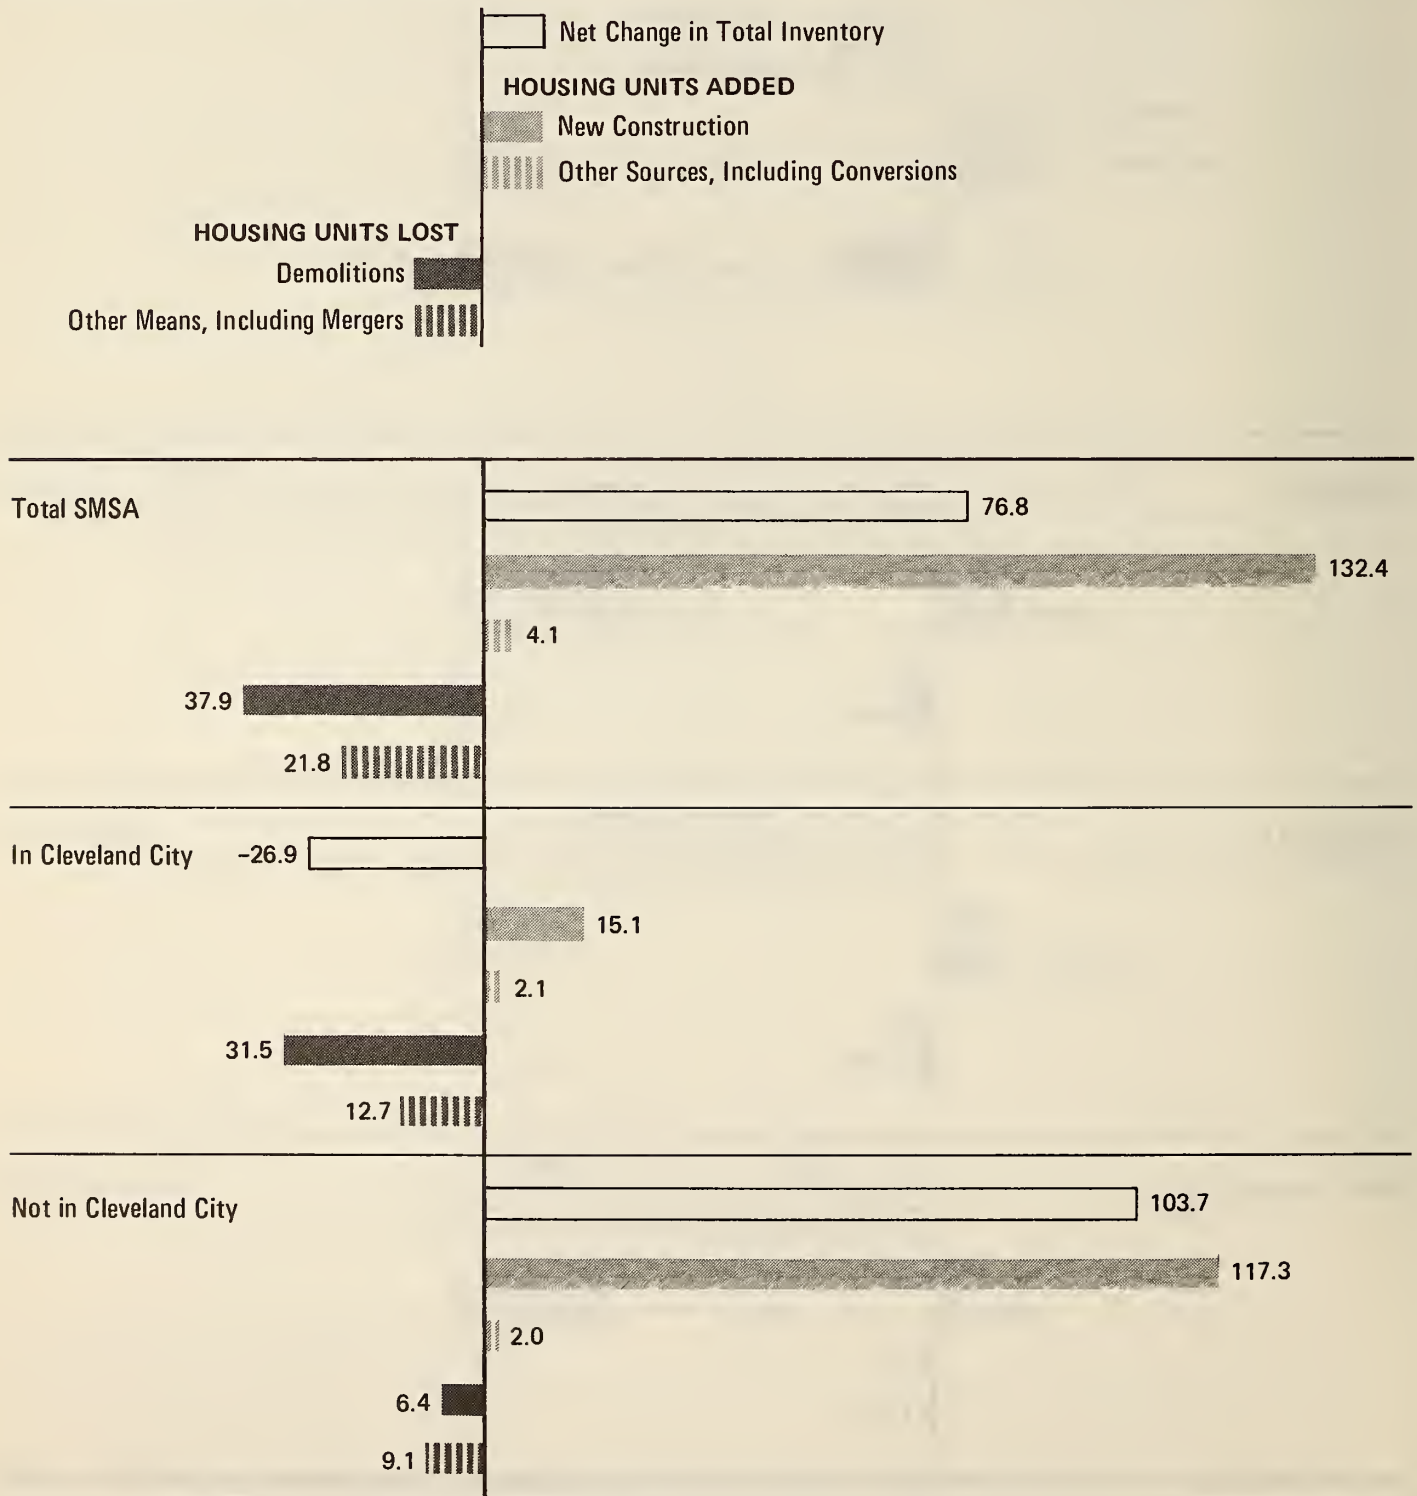 Net Change in Total Inventory
HOUSING UNITS ADDED
New Construction
Other Sources, Including Conversions
HOUSING UNITS LOST
Demolitions
Other Means, Including Mergers
Total SMSA
76.8
132.4
4.1
37.9
21.8
In Cleveland City -26.9
15.1
2.1
31.5
12.7
Not in Cleveland City
103.7
117.3
2.0
6.4
9.1